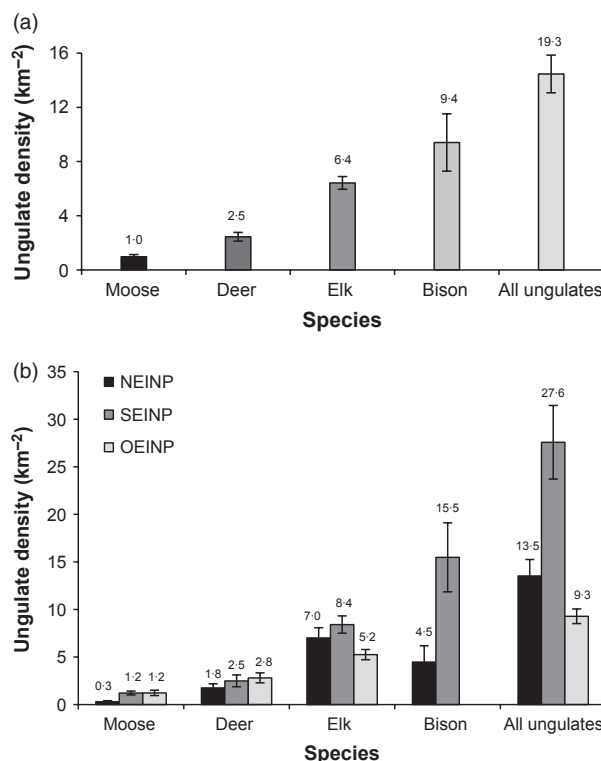 (a)
Ungulate density (km⁻²)
16
12
8
4
0
1·0
2·5
6·4
9·4
19·3
Moose Deer Elk Bison All ungulates
Species
(b)
Ungulate density (km⁻²)
35
30
25
20
15
10
5
0
NEINP
SEINP
OEINP
0·3 1·2 1·2
1·8 2·5 2·8
7·0 8·4 5·2
4·5 15·5
13·5 27·6 9·3
Moose Deer Elk Bison All ungulates
Species